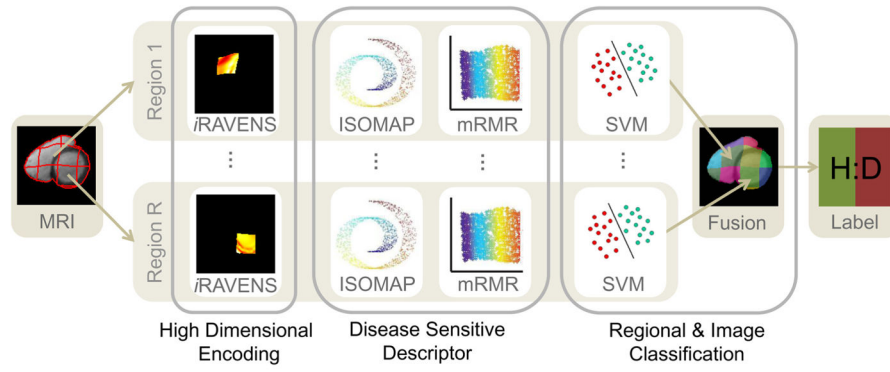 Region 1
iRAVENS
ISOMAP
mRMR
SVM
MRI
...
...
...
...
Fusion
H:D
Label
Region R
iRAVENS
ISOMAP
mRMR
SVM
High Dimensional
Encoding
Disease Sensitive
Descriptor
Regional & Image
Classification